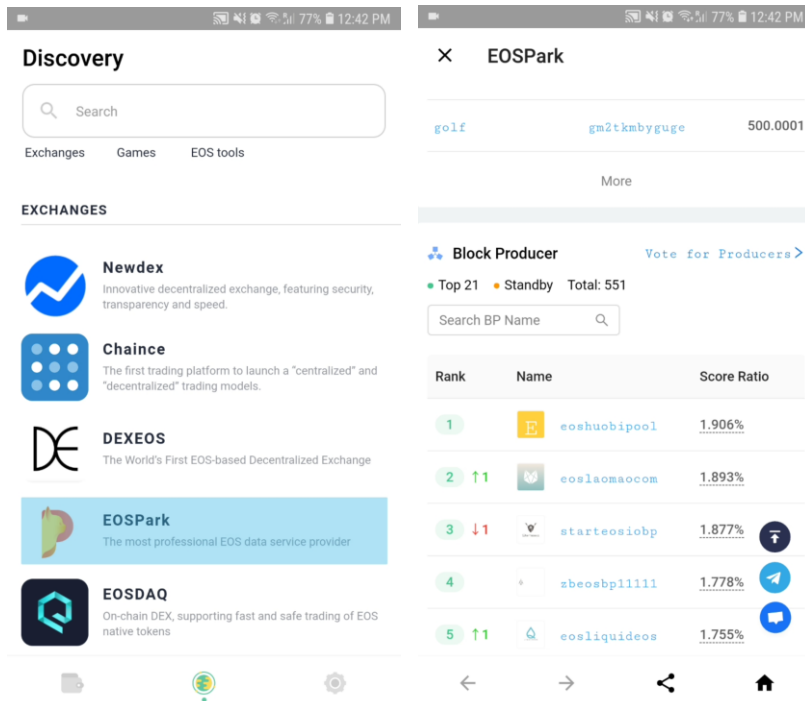 77% 12:42 PM
Discovery
Search
Exchanges Games EOS tools
EXCHANGES
Newdex
Innovative decentralized exchange, featuring security,
transparency and speed.
Chaince
The first trading platform to launch a "centralized" and
"decentralized" trading models.
DEXEOS
The World's First EOS-based Decentralized Exchange
EOSPark
The most professional EOS data service provider
EOSDAQ
On-chain DEX, supporting fast and safe trading of EOS
native tokens
77% 12:42 PM
EOSPark
golf gm2tkmbyguge 500.0001
More
Block Producer Vote for Producers
Top 21 Standby Total: 551
Search BP Name
Rank Name Score Ratio
1 E eoshuobipool 1.906%
2 ↑1 eoslaomaocom 1.893%
3 ↓1 starteosiobp 1.877%
4 zbeosbp11111 1.778%
5 ↑1 eosliquideos 1.755%